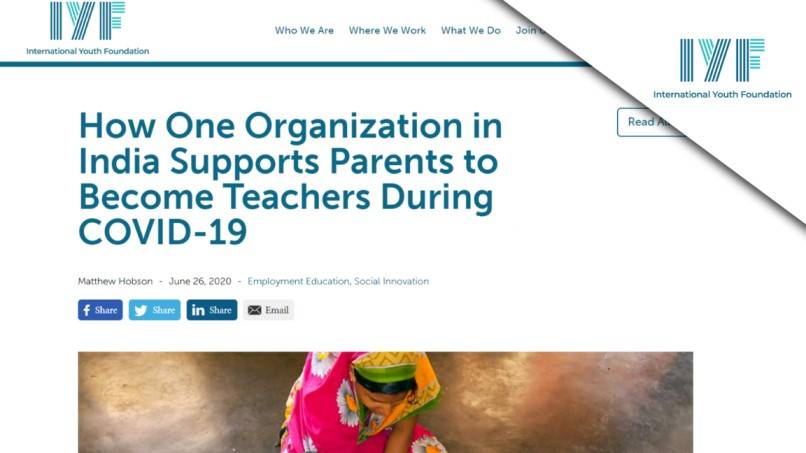 IYF
International Youth Foundation
Who We Are Where We Work What We Do Join
IYF
International Youth Foundation
Read
How One Organization in
India Supports Parents to
Become Teachers During
COVID-19
Matthew Hobson - June 26, 2020 - Employment Education, Social Innovation
Share Share Share Email